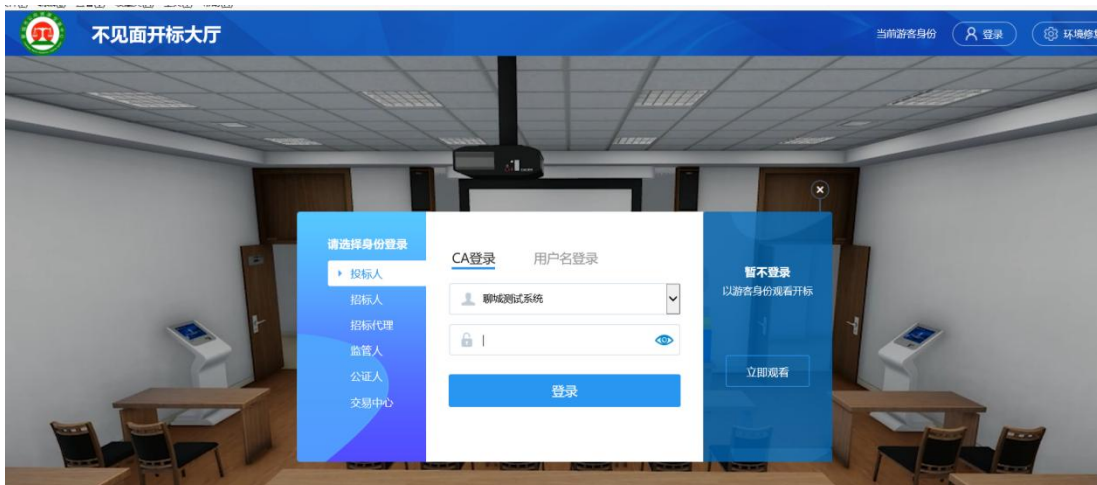 不见面开标大厅
当前游客身份
登录
请选择身份登录
投标人
招标人
招标代理
监管人
公证人
交易中心
CA登录 用户名登录
聊城测试系统
登录
暂不登录
以游客身份观看开标
立即观看